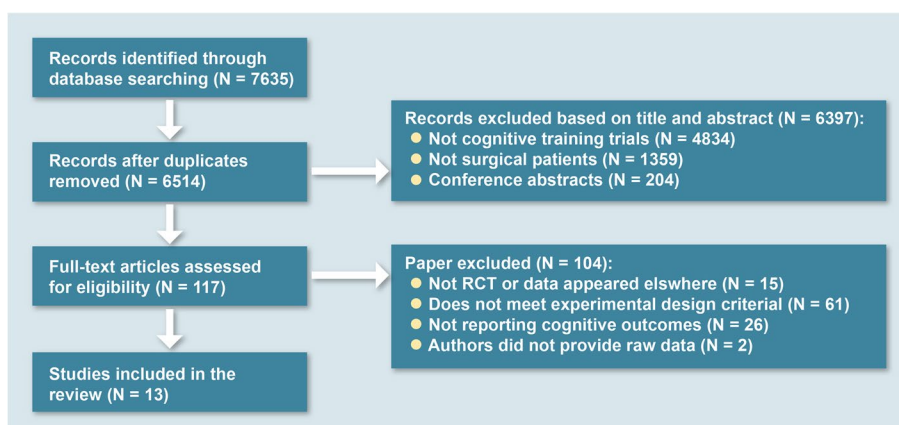 Records identified through
database searching (N = 7635)
Records after duplicates
removed (N = 6514)
Records excluded based on title and abstract (N = 6397):
Not cognitive training trials (N = 4834)
Not surgical patients (N = 1359)
Conference abstracts (N = 204)
Full-text articles assessed
for eligibility (N = 117)
Paper excluded (N = 104):
Not RCT or data appeared elswhere (N = 15)
Does not meet experimental design criterial (N = 61)
Not reporting cognitive outcomes (N = 26)
Authors did not provide raw data (N = 2)
Studies included in the
review (N = 13)